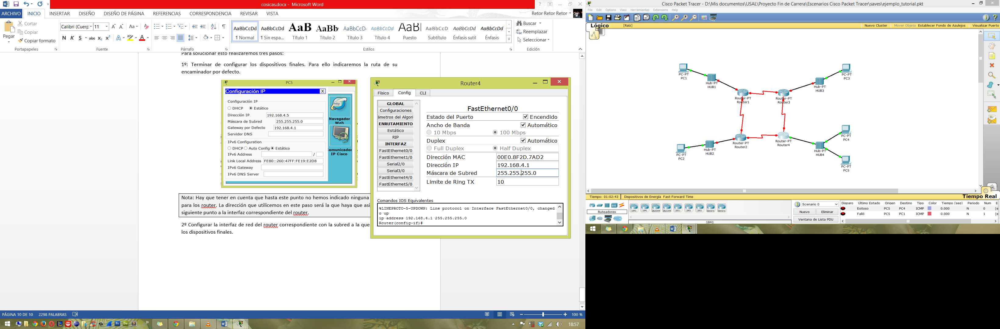 cosicas.docx - Microsoft Word
ARCHIVO INICIO INSERTAR DISEÑO DISEÑO DE PÁGINA REFERENCIAS CORRESPONDENCIA REVISAR VISTA
Retor Retor Retor
Pegar
Cortar
Copiar
Copiar formato
Portapapeles
Calibri (Cuerp 11
Fuente
Párrafo
AaBbCcDd AaBbCcDd AaB AaBb AaBbCcD AaBbCcDd AaB AaBbCcD AaBbCcDd AaBbCcDd
¶ Normal ¶ Sin espa... Título 1 Título 2 Título 3 Título 4 Puesto Subtítulo Énfasis sutil Énfasis
Estilos
Buscar
Reemplazar
Seleccionar
Edición
Para solucionar esto realizaremos tres pasos:
1º: Terminar de configurar los dispositivos finales. Para ello indicaremos la ruta de su
encaminador por defecto.
PC5
Configuración IP X
Configuración IP
DHCP Estático
Dirección IP 192.168.4.5
Máscara de Subred 255.255.255.0
Gateway por Defecto 192.168.4.1
Servidor DNS
IPv6 Configuration
DHCP Auto Config Estático
IPv6 Address /
Link Local Address FE80::260:47FF:FE19:E2D8
IPv6 Gateway
IPv6 DNS Server
http:
Navegador
Web
Comunicador
IP Cisco
Nota: Hay que tener en cuenta que hasta este punto no hemos indicado ninguna
para los router. La dirección que utilicemos en este paso será la que haya que asi
siguiente punto a la interfaz correspondiente del router.
2º Configurar la interfaz de red del router correspondiente con la subred a la que
los dispositivos finales.
Router4
Físico Config CLI
GLOBAL
Configuraciones
ámetros del Algori
ENRUTAMIENTO
Estático
RIP
INTERFAZ
FastEthernet0/0
FastEthernet1/0
Serial2/0
Serial3/0
FastEthernet4/0
FastEthernet5/0
FastEthernet0/0
Estado del Puerto Encendido
Ancho de Banda Automático
10 Mbps 100 Mbps
Duplex Automático
Full Duplex Half Duplex
Dirección MAC 00E0.8F2D.7AD2
Dirección IP 192.168.4.1
Máscara de Subred 255.255.255.0
Limite de Ring TX 10
Comandos IOS Equivalentes
%LINEPROTO-5-UPDOWN: Line protocol on Interface FastEthernet0/0, changed
o up
ip address 192.168.4.1 255.255.255.0
Router(config-if)#
PÁGINA 10 DE 10 2298 PALABRAS
100 %
18:57
Cisco Packet Tracer - D:\Mis documentos\USAL\Proyecto Fin de Carrera\Escenarios Cisco Packet Tracer\saves\ejemplo_tutorial.pkt
File Edit Options View Herramientas Extensions Help
Lógico [Raíz] Nuevo Cluster Mover Objeto Establecer Fondo de Azulejos Visualizar Puerto
PC-PT
PC1
Hub-PT
HUB1
Router-PT
Router1
Router-PT
Router3
Hub-PT
HUB3
PC-PT
PC3
PC-PT
PC2
Hub-PT
HUB2
Router-PT
Router2
Router-PT
Router4
Hub-PT
HUB4
PC-PT
PC4
PC-PT
PC5
Tiempo: 01:02:43 Dispositivos de Energía Fast Forward Time Tiempo Real
Ruteadores
1841 1941 2620XM 2621XM 2811 2901 2911 Generic Generic
1841
Scenario 0
Nuevo Eliminar
Ventana de Lista PDU
Disparo Último Estado Origen Destino Tipo Color Tiempo (seg) Periodo Num E
Exitoso PC5 PC4 ICMP 0.000 N 0 (e
Falló PC5 PC1 ICMP 0.000 N 1 (e